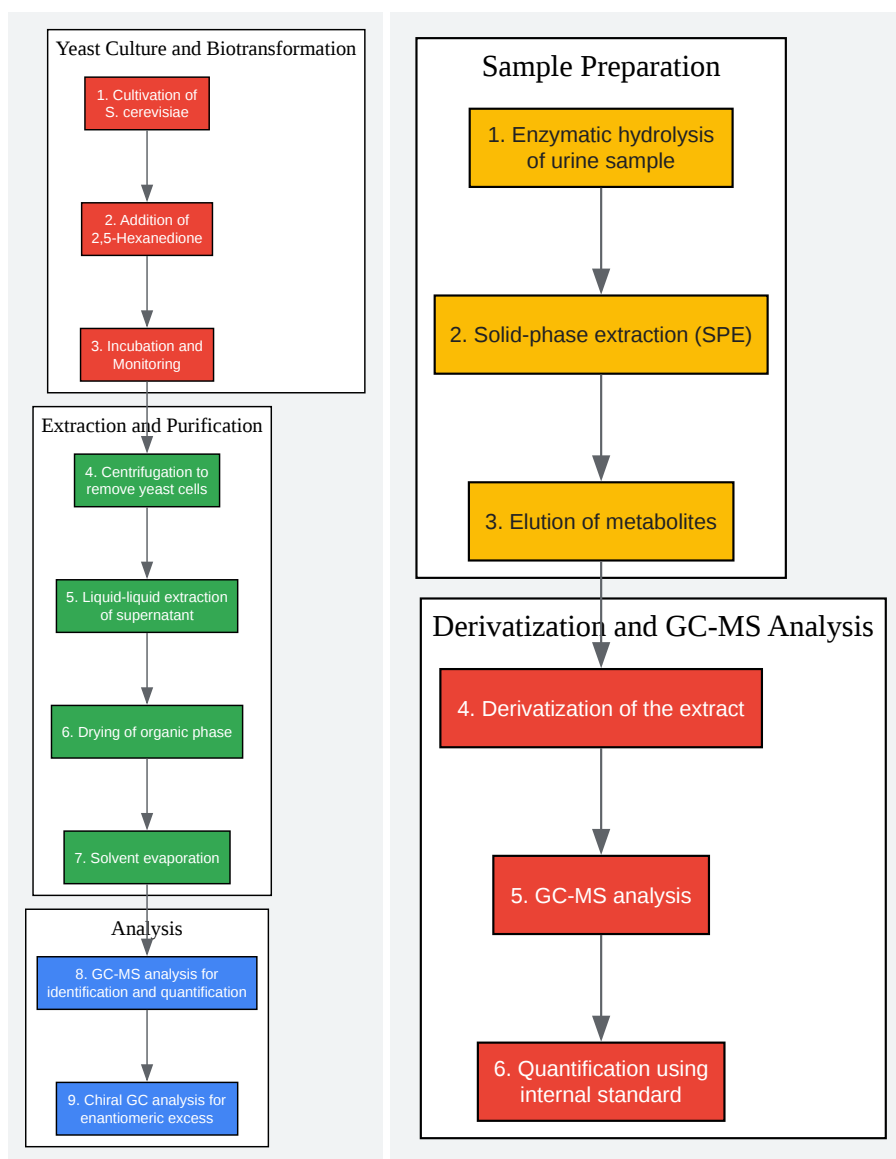 Yeast Culture and Biotransformation
1. Cultivation of
S. cerevisiae
2. Addition of
2,5-Hexanedione
3. Incubation and
Monitoring
Extraction and Purification
4. Centrifugation to
remove yeast cells
5. Liquid-liquid extraction
of supernatant
6. Drying of organic phase
7. Solvent evaporation
Analysis
8. GC-MS analysis for
identification and quantification
9. Chiral GC analysis for
enantiomeric excess
Sample Preparation
1. Enzymatic hydrolysis
of urine sample
2. Solid-phase extraction (SPE)
3. Elution of metabolites
Derivatization and GC-MS Analysis
4. Derivatization of the extract
5. GC-MS analysis
6. Quantification using
internal standard